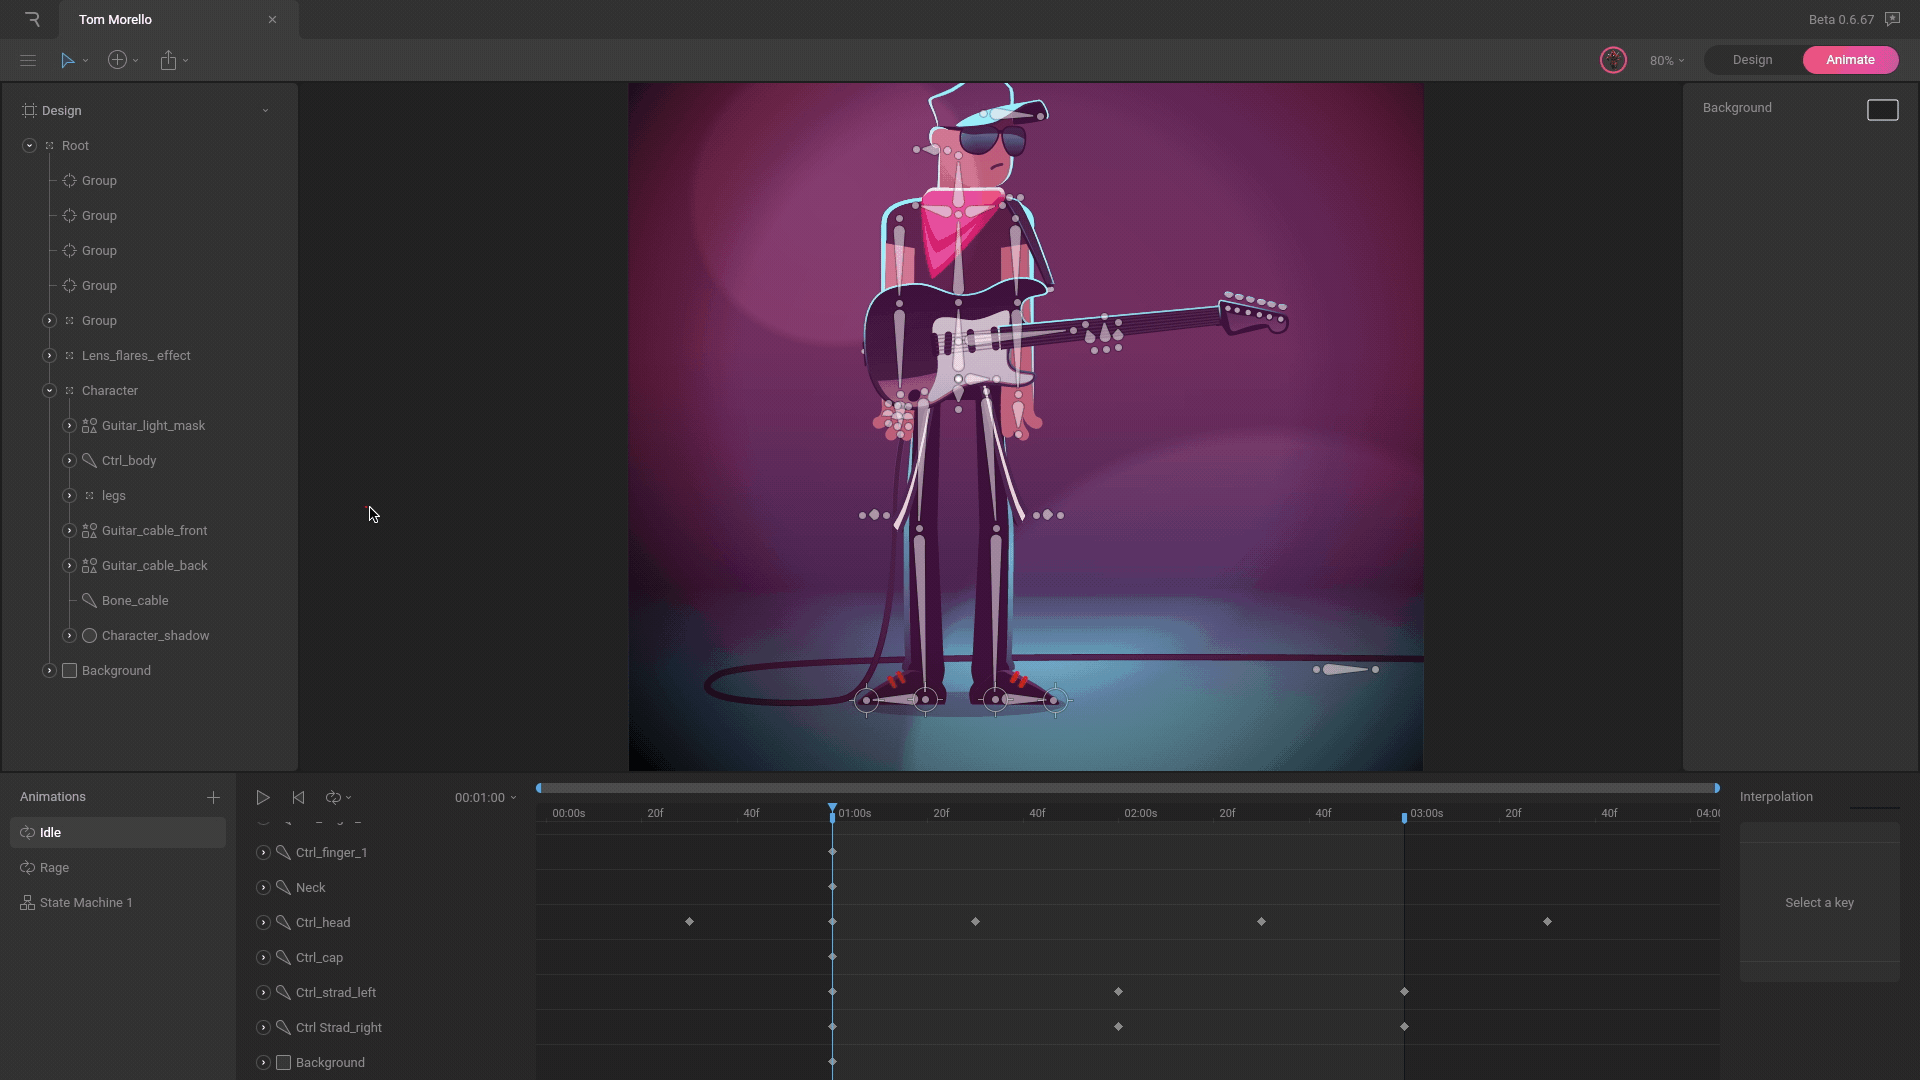 Tom Morello
Beta 0.6.67
80%
Design
Animate
Design
Root
Group
Group
Group
Group
Group
Lens_flares_ effect
Character
Guitar_light_mask
Ctrl_body
legs
Guitar_cable_front
Guitar_cable_back
Bone_cable
Character_shadow
Background
Background
Animations
Idle
Rage
State Machine 1
00:01:00
00:00s 20f 40f 01:00s 20f 40f 02:00s 20f 40f 03:00s 20f 40f 04:00
Ctrl_finger_1
Neck
Ctrl_head
Ctrl_cap
Ctrl_strad_left
Ctrl Strad_right
Background
Interpolation
Select a key